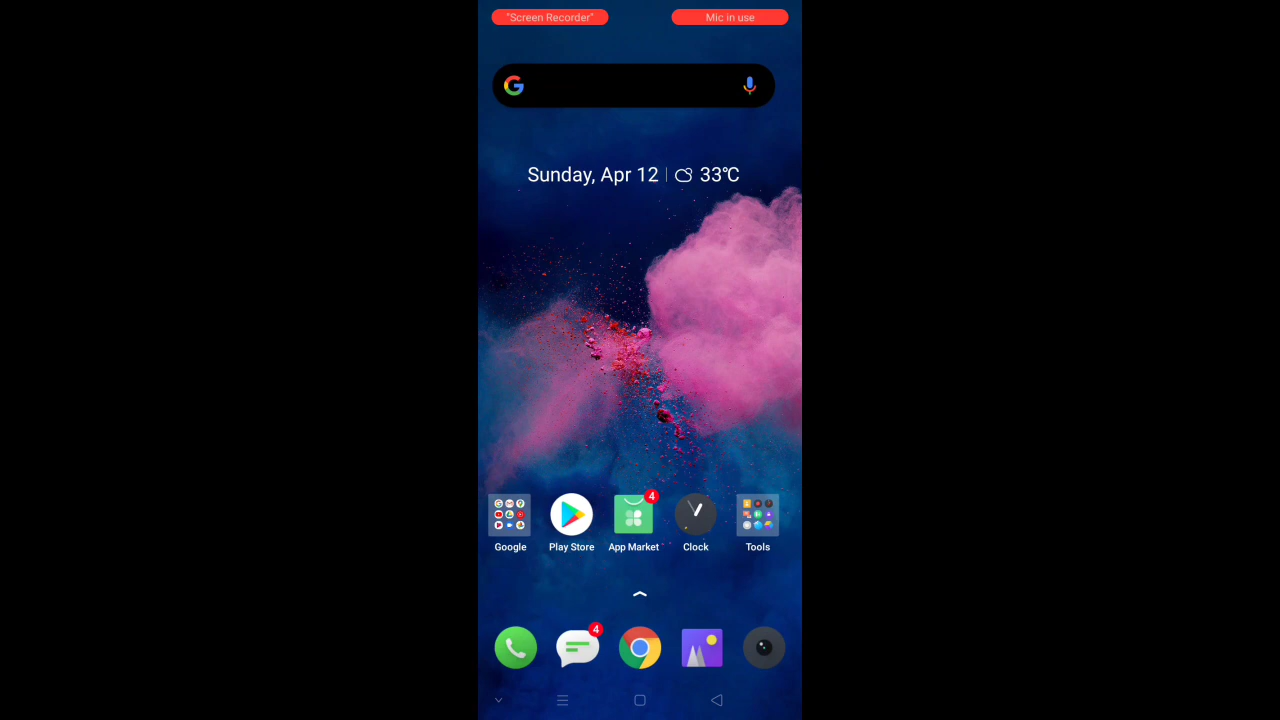 "Screen Recorder" Mic in use
Sunday, Apr 12 33°C
4
Google Play Store App Market Clock Tools
4